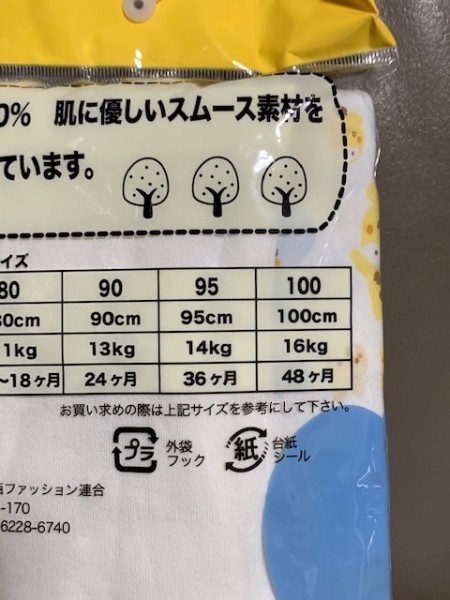 0% 肌に優しいスムース素材を
ています。
イズ
80 90 95 100
80cm 90cm 95cm 100cm
1kg 13kg 14kg 16kg
〜18ヶ月 24ヶ月 36ヶ月 48ヶ月
お買い求めの際は上記サイズを参考にして下さい。
プラ 外袋
フック
紙 台紙
シール
ファッション連合
-170
6228-6740